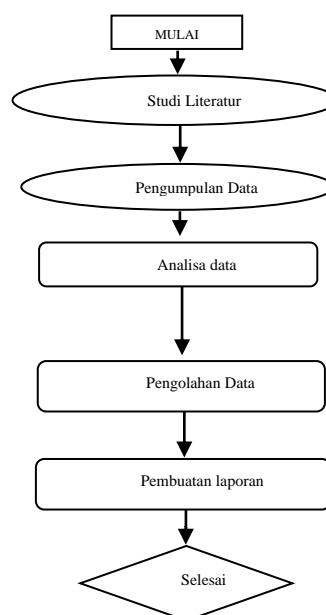 MULAI
Studi Literatur
Pengumpulan Data
Analisa data
Pengolahan Data
Pembuatan laporan
Selesai